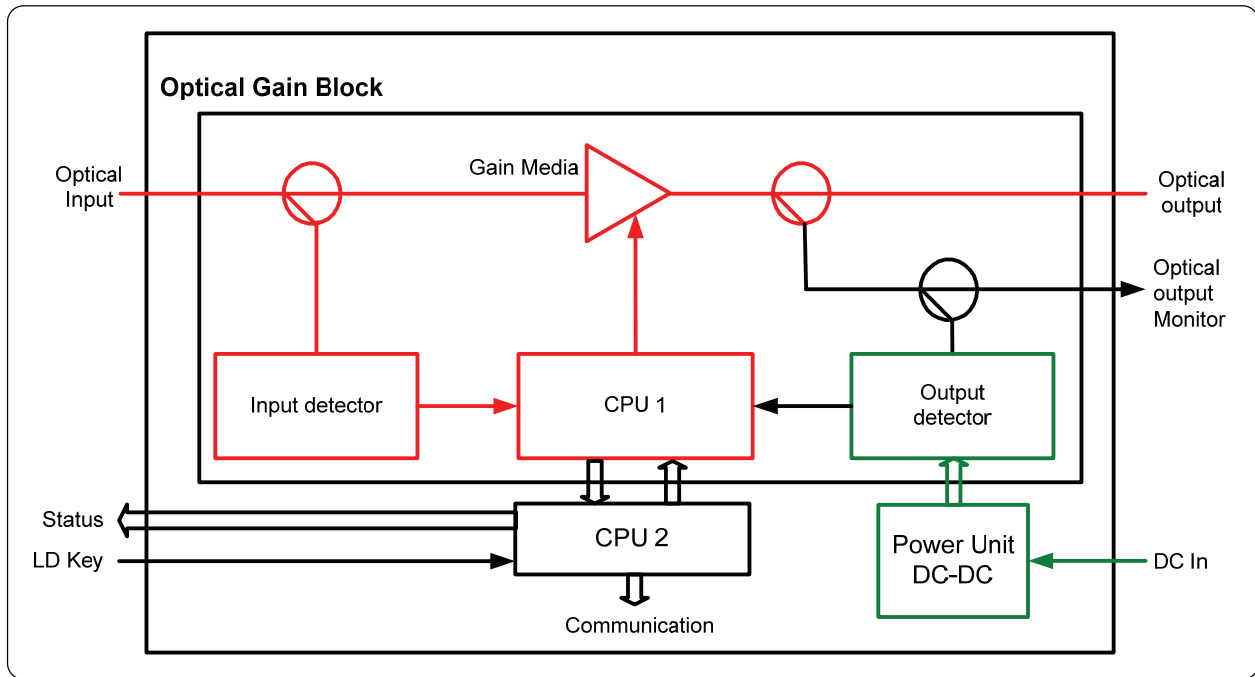 Optical Gain Block
Optical
Input
Gain Media
Optical
output
Optical
output
Monitor
Input detector
CPU 1
Output
detector
Status
LD Key
CPU 2
Power Unit
DC-DC
DC In
Communication